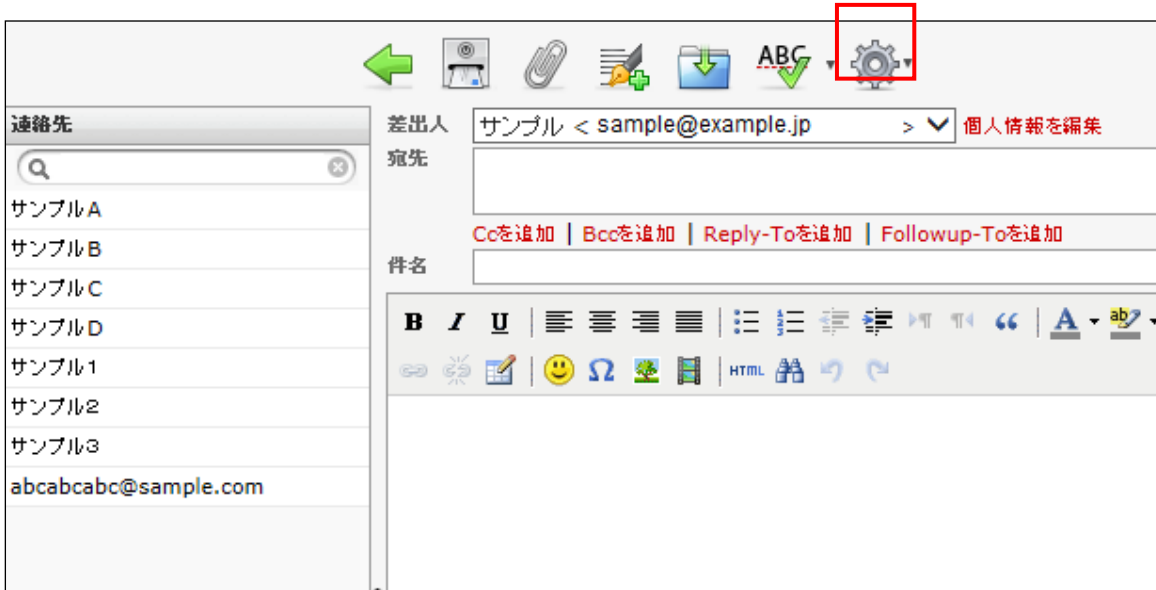 ABC
連絡先
サンプルA
サンプルB
サンプルC
サンプルD
サンプル1
サンプル2
サンプル3
abcabcabc@sample.com
差出人 サンプル < sample@example.jp > 個人情報を編集
宛先
Ccを追加 | Bccを追加 | Reply-Toを追加 | Followup-Toを追加
件名
B I U A ab
Ω HTML